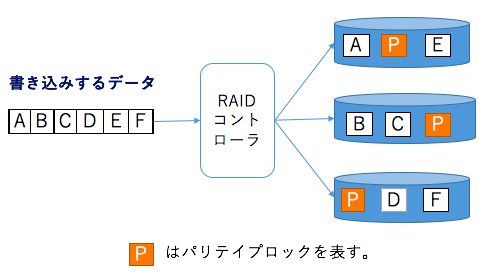 書き込みするデータ
A B C D E F
RAID
コント
ローラ
A P E
B C P
P D F
P はパリテイブロックを表す。